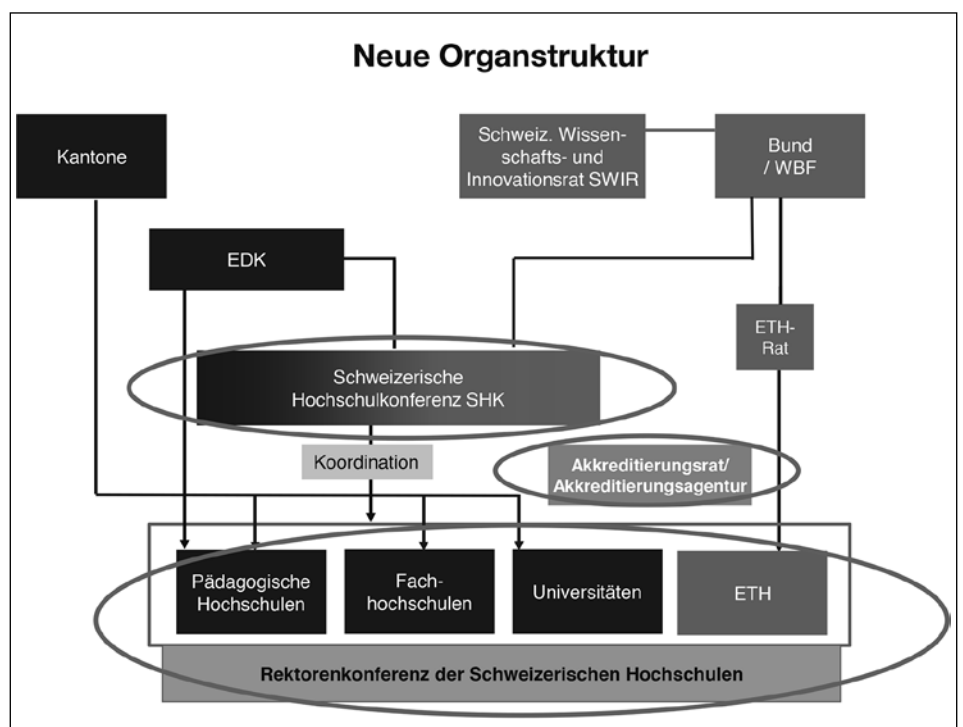 Neue Organstruktur
Kantone
Schweiz. Wissen-
schafts- und
Innovationsrat SWIR
Bund
/ WBF
EDK
ETH-
Rat
Schweizerische
Hochschulkonferenz SHK
Koordination
Akkreditierungsrat/
Akkreditierungsagentur
Pädagogische
Hochschulen
Fach-
hochschulen
Universitäten
ETH
Rektorenkonferenz der Schweizerischen Hochschulen